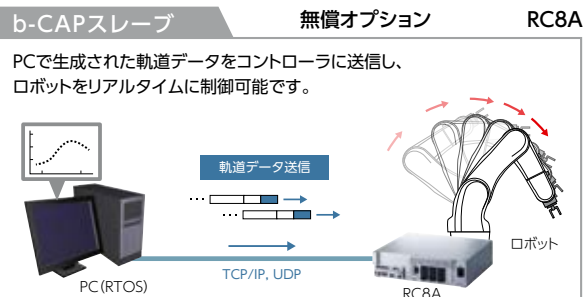 b-CAPスレーブ 無償オプション RC8A
PCで生成された軌道データをコントローラに送信し、
ロボットをリアルタイムに制御可能です。
軌道データ送信
ロボット
TCP/IP, UDP
PC(RTOS)
RC8A